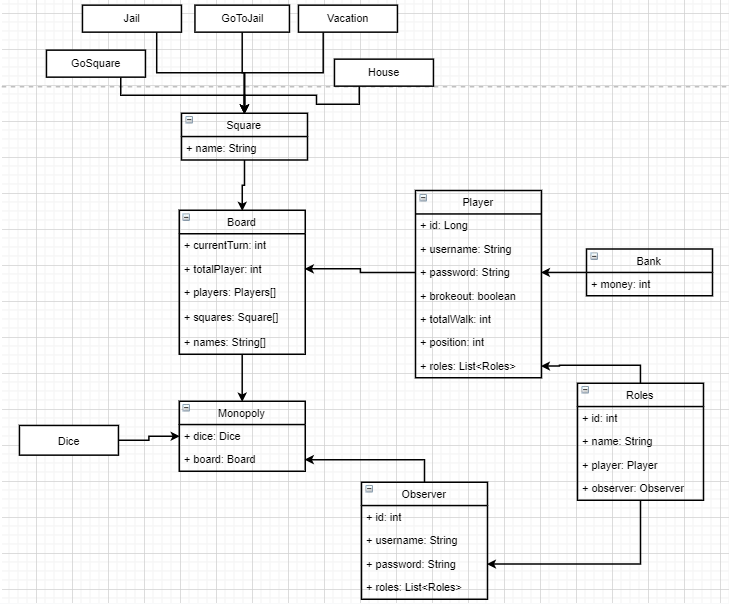 Jail
GoToJail
Vacation
GoSquare
House
Square
+ name: String
Board
+ currentTurn: int
+ totalPlayer: int
+ players: Players[]
+ squares: Square[]
+ names: String[]
Player
+ id: Long
+ username: String
+ password: String
+ brokeout: boolean
+ totalWalk: int
+ position: int
+ roles: List<Roles>
Bank
+ money: int
Roles
+ id: int
+ name: String
+ player: Player
+ observer: Observer
Monopoly
+ dice: Dice
+ board: Board
Dice
Observer
+ id: int
+ username: String
+ password: String
+ roles: List<Roles>